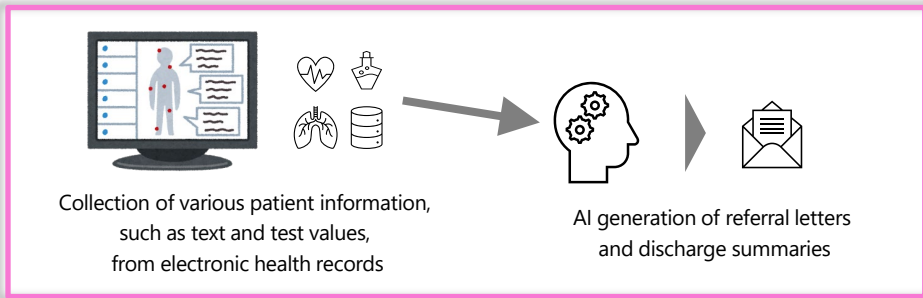 Collection of various patient information,
such as text and test values,
from electronic health records
AI generation of referral letters
and discharge summaries